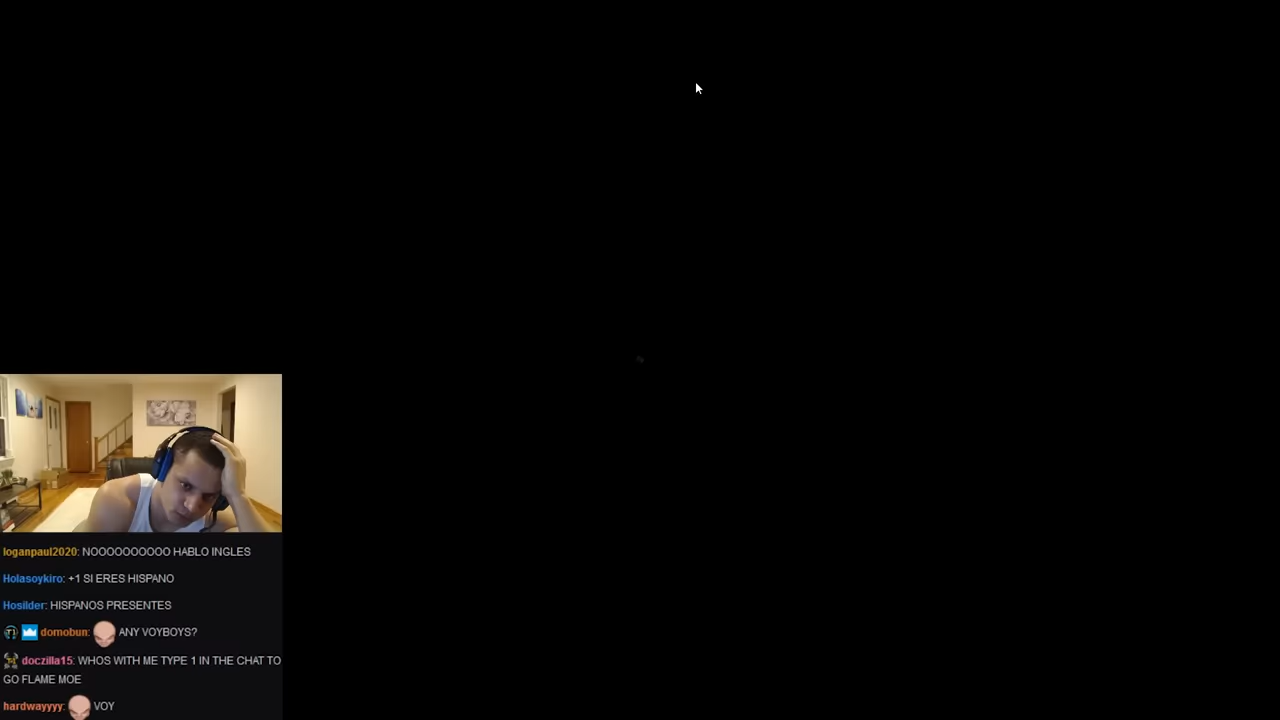 loganpaul2020: NOOOOOOOOOO HABLO INGLES
Holasoykiro: +1 SI ERES HISPANO
Hosilder: HISPANOS PRESENTES
domobun: ANY VOYBOYS?
doczilla15: WHOS WITH ME TYPE 1 IN THE CHAT TO
GO FLAME MOE
hardwayyyy: VOY